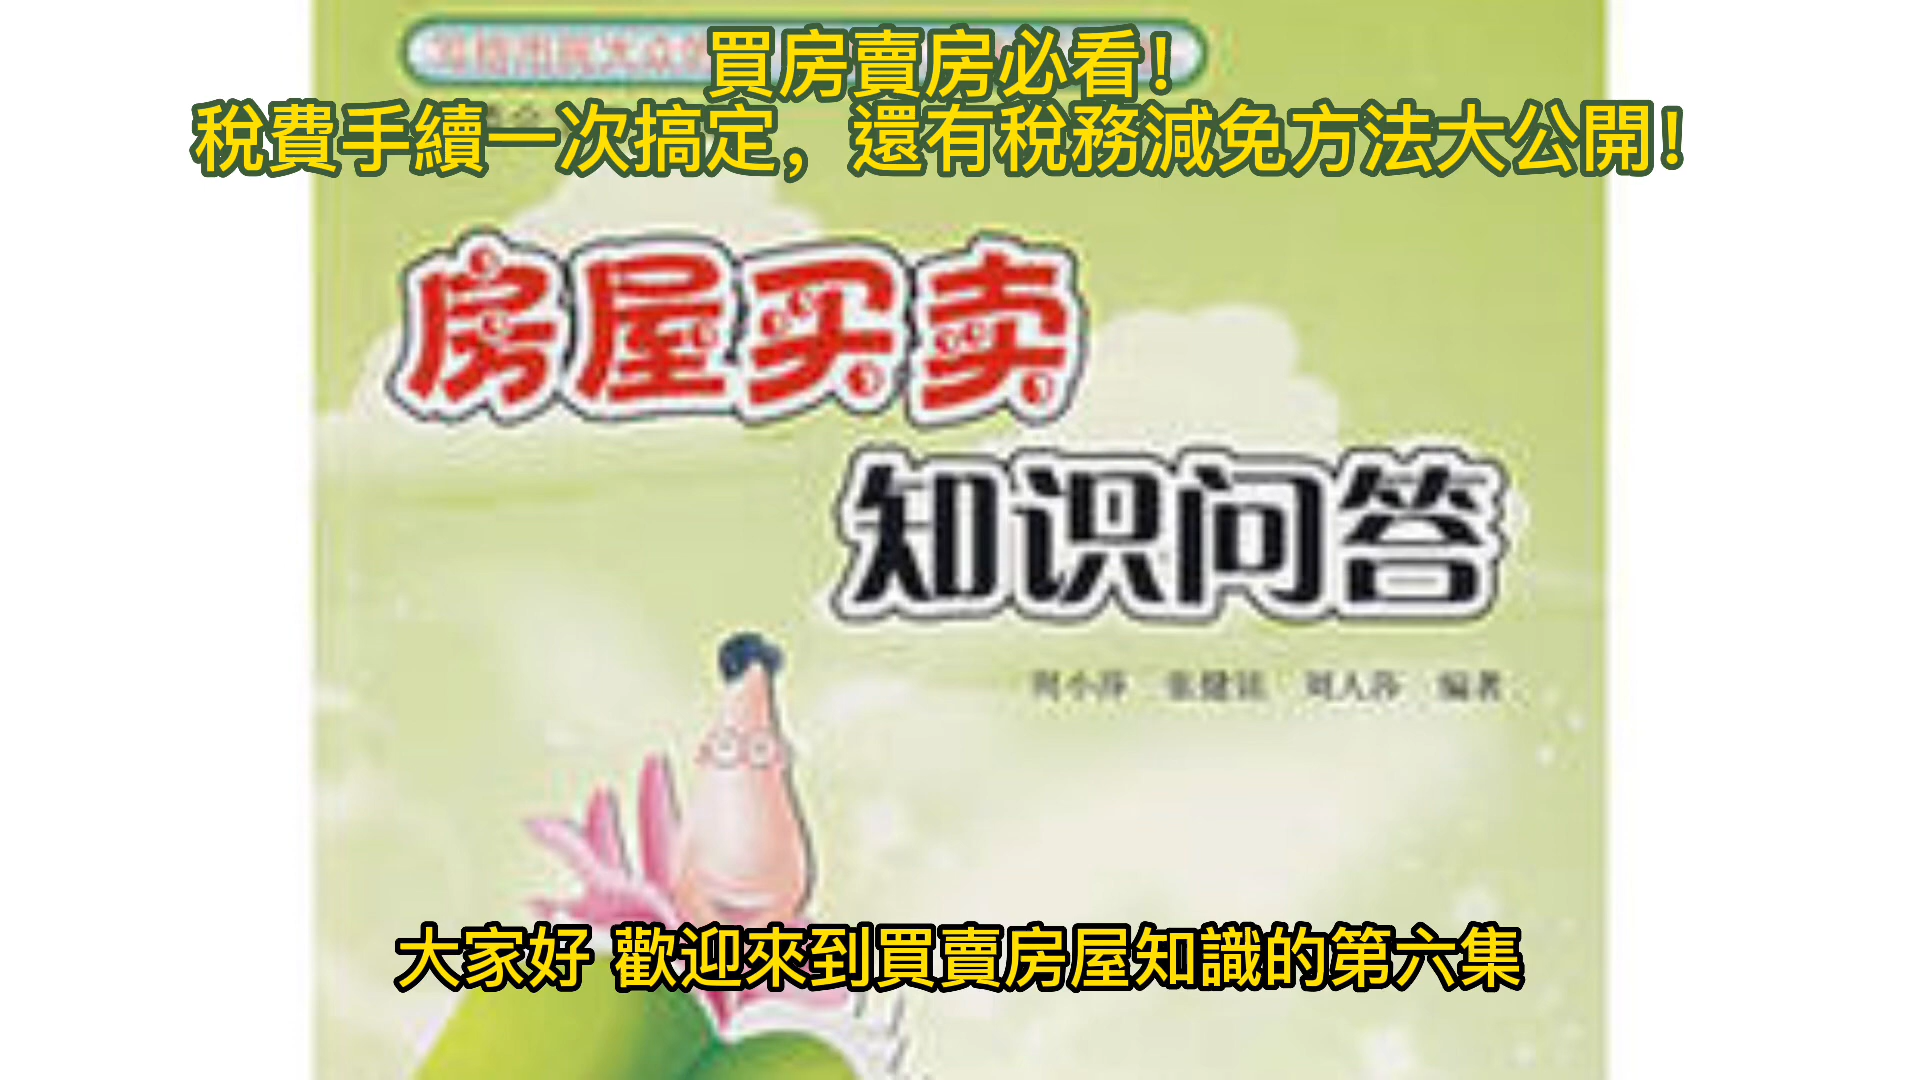 買房賣房必看！
稅費手續一次搞定，還有稅務減免方法大公開！
房屋买卖
知识问答
编著
大家好 歡迎來到買賣房屋知識的第六集